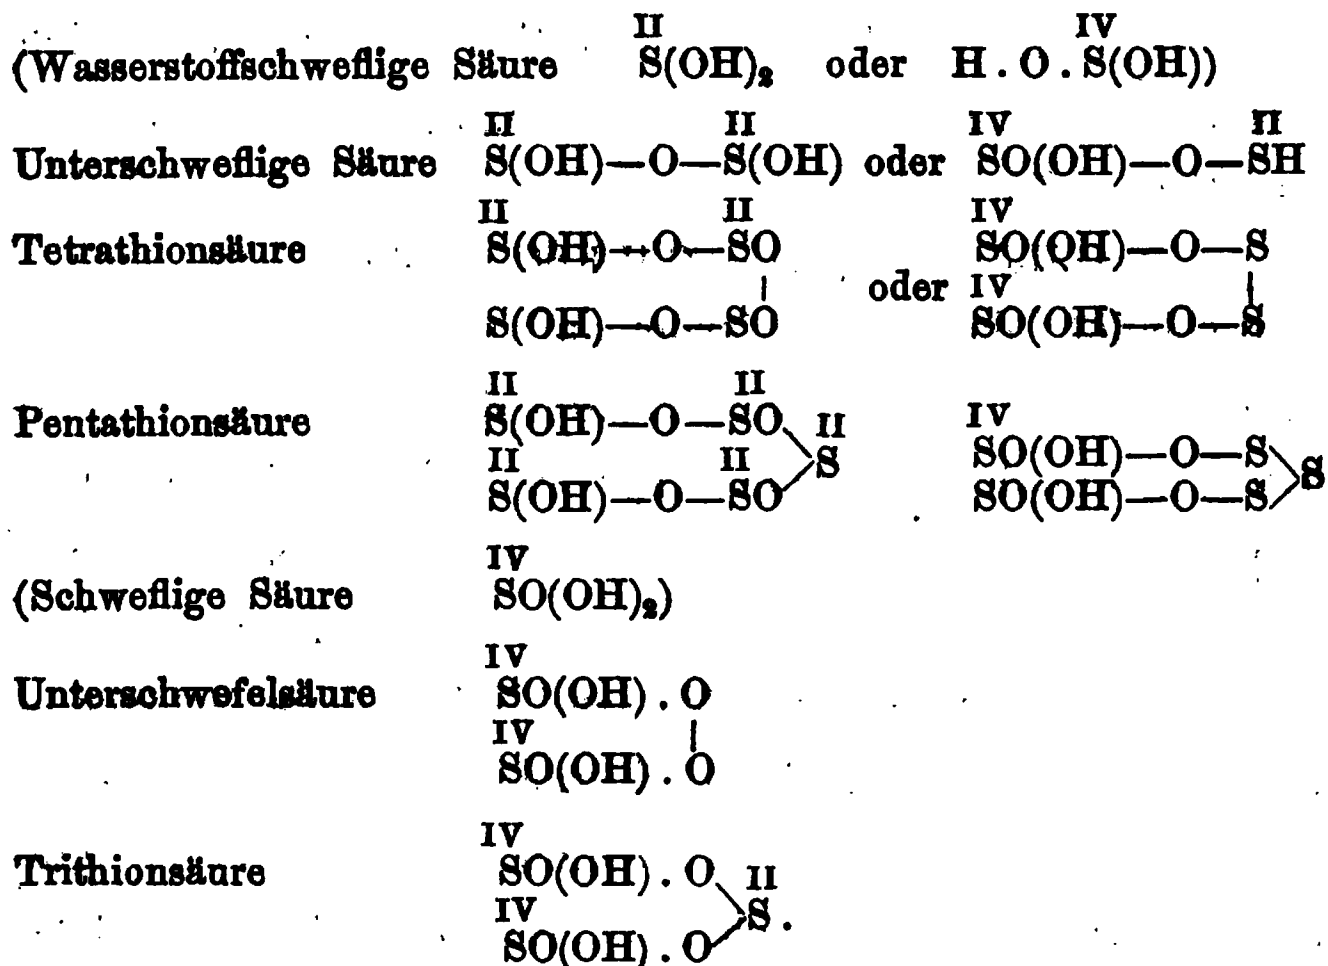 II IV
(Wasserstoffschweflige Säure S(OH)₂ oder H . O . S(OH))
II II IV II
Unterschweflige Säure S(OH)—O—S(OH) oder SO(OH)—O—SH
II II IV
Tetrathionsäure S(OH)—O—SO SO(OH)—O—S
oder IV
S(OH)—O—SO SO(OH)—O—S
II II IV
Pentathionsäure S(OH)—O—SO II SO(OH)—O—S
II II S S
S(OH)—O—SO SO(OH)—O—S
IV
(Schweflige Säure SO(OH)₂)
IV
Unterschwefelsäure SO(OH) . O
IV
SO(OH) . O
IV
Trithionsäure SO(OH) . O II
IV S .
SO(OH) . O